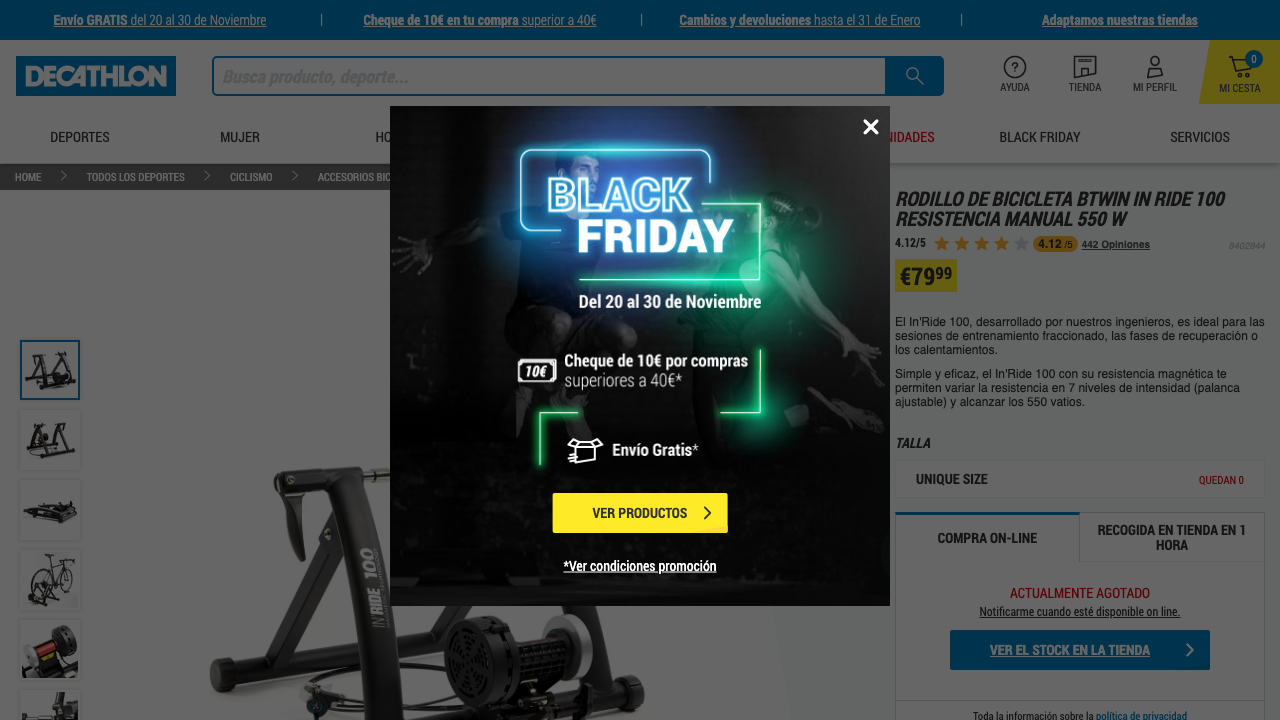 Envío GRATIS del 20 al 30 de Noviembre
Cheque de 10€ en tu compra superior a 40€
Cambios y devoluciones hasta el 31 de Enero
Adaptamos nuestras tiendas
DECATHLON
Busca producto, deporte...
AYUDA
TIENDA
MI PERFIL
0
MI CESTA
DEPORTES
MUJER
HO
NIDADES
BLACK FRIDAY
SERVICIOS
HOME
TODOS LOS DEPORTES
CICLISMO
ACCESORIOS BIC
BLACK
FRIDAY
Del 20 al 30 de Noviembre
10€
Cheque de 10€ por compras
superiores a 40€*
Envío Gratis*
VER PRODUCTOS
*Ver condiciones promoción
IN'RIDE 100
RODILLO DE BICICLETA BTWIN IN RIDE 100
RESISTENCIA MANUAL 550 W
4.12/5
4.12 /5
442 Opiniones
8402844
€79⁹⁹
El In'Ride 100, desarrollado por nuestros ingenieros, es ideal para las
sesiones de entrenamiento fraccionado, las fases de recuperación o
los calentamientos.
Simple y eficaz, el In'Ride 100 con su resistencia magnética te
permiten variar la resistencia en 7 niveles de intensidad (palanca
ajustable) y alcanzar los 550 vatios.
TALLA
UNIQUE SIZE
QUEDAN 0
COMPRA ON-LINE
RECOGIDA EN TIENDA EN 1
HORA
ACTUALMENTE AGOTADO
Notificarme cuando esté disponible on line.
VER EL STOCK EN LA TIENDA
Toda la información sobre la política de privacidad